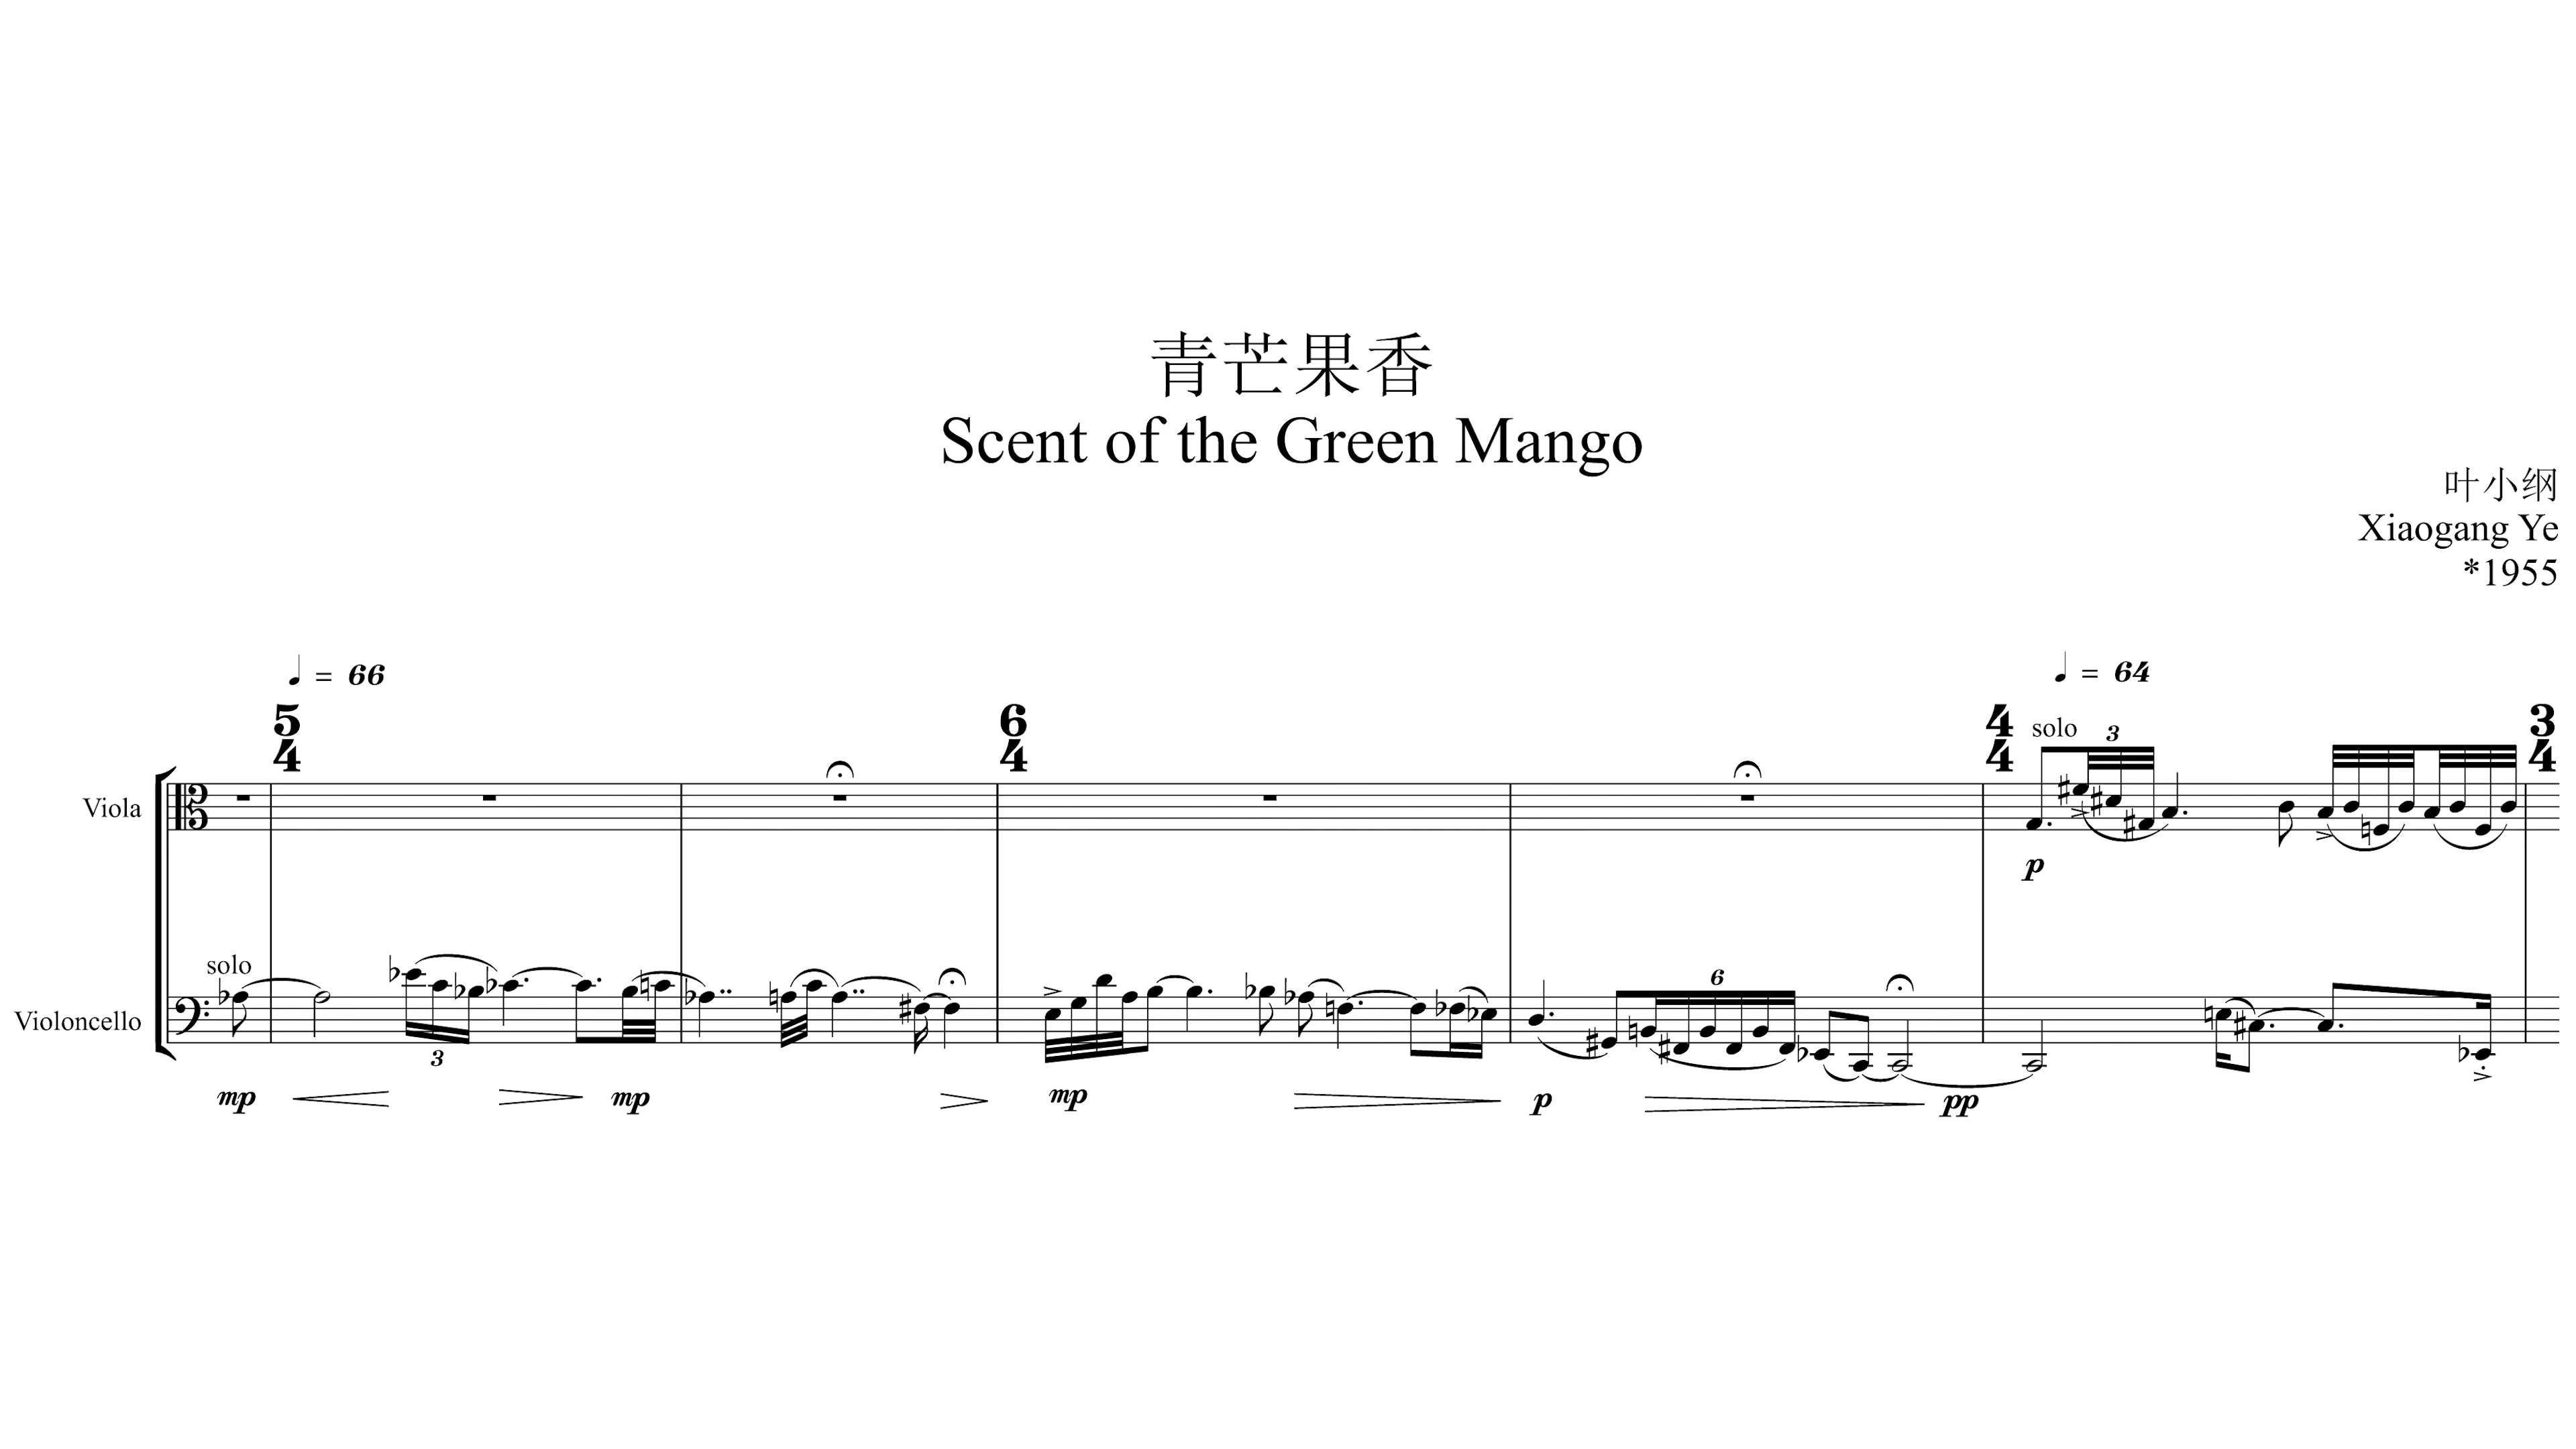 青芒果香
Scent of the Green Mango
叶小纲
Xiaogang Ye
*1955
♩ = 66
♩ = 64
5
4
6
4
4
4
3
4
solo
3
Viola
p
solo
6
Violoncello
3
mp
mp
mp
p
pp